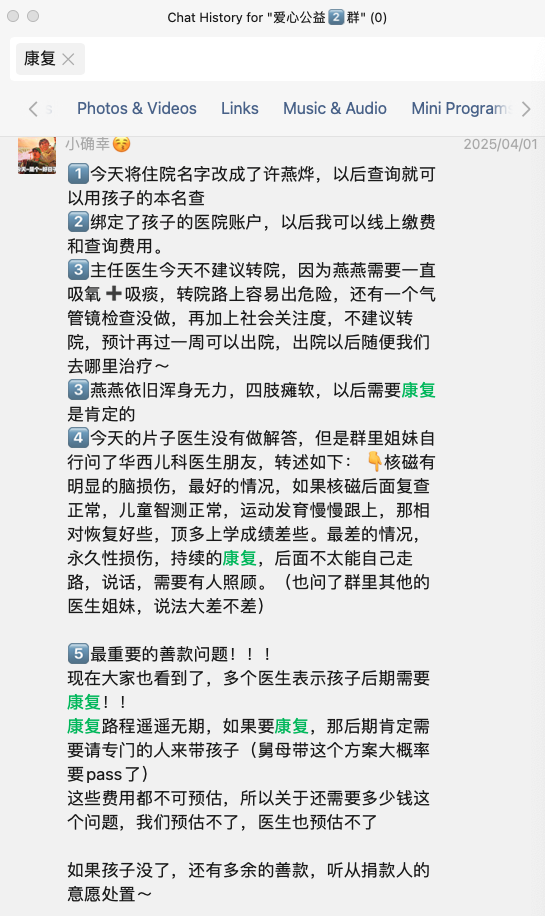 Chat History for "爱心公益2️⃣群" (0)
康复
Photos & Videos Links Music & Audio Mini Program
小确幸😚 2025/04/01
1️⃣今天将住院名字改成了许燕烨，以后查询就可
以用孩子的本名查
2️⃣绑定了孩子的医院账户，以后我可以线上缴费
和查询费用。
3️⃣主任医生今天不建议转院，因为燕燕需要一直
吸氧➕吸痰，转院路上容易出危险，还有一个气
管镜检查没做，再加上社会关注度，不建议转
院，预计再过一周可以出院，出院以后随便我们
去哪里治疗～
3️⃣燕燕依旧浑身无力，四肢瘫软，以后需要康复
是肯定的
4️⃣今天的片子医生没有做解答，但是群里姐妹自
行问了华西儿科医生朋友，转述如下：👇核磁有
明显的脑损伤，最好的情况，如果核磁后面复查
正常，儿童智测正常，运动发育慢慢跟上，那相
对恢复好些，顶多上学成绩差些。最差的情况，
永久性损伤，持续的康复，后面不太能自己走
路，说话，需要有人照顾。（也问了群里其他的
医生姐妹，说法大差不差）
5️⃣最重要的善款问题！！！
现在大家也看到了，多个医生表示孩子后期需要
康复！！
康复路程遥遥无期，如果要康复，那后期肯定需
要请专门的人来带孩子（舅母带这个方案大概率
要pass了）
这些费用都不可预估，所以关于还需要多少钱这
个问题，我们预估不了，医生也预估不了
如果孩子没了，还有多余的善款，听从捐款人的
意愿处置～